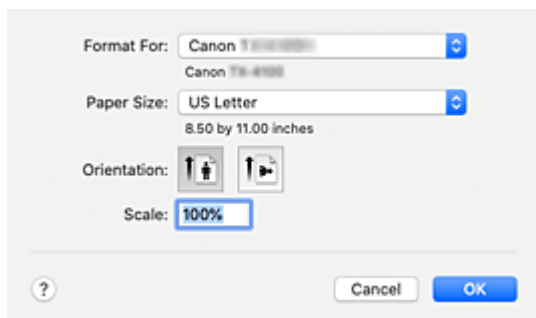 Format For: Canon
Canon
Paper Size: US Letter
8.50 by 11.00 inches
Orientation:
Scale: 100%
? Cancel OK